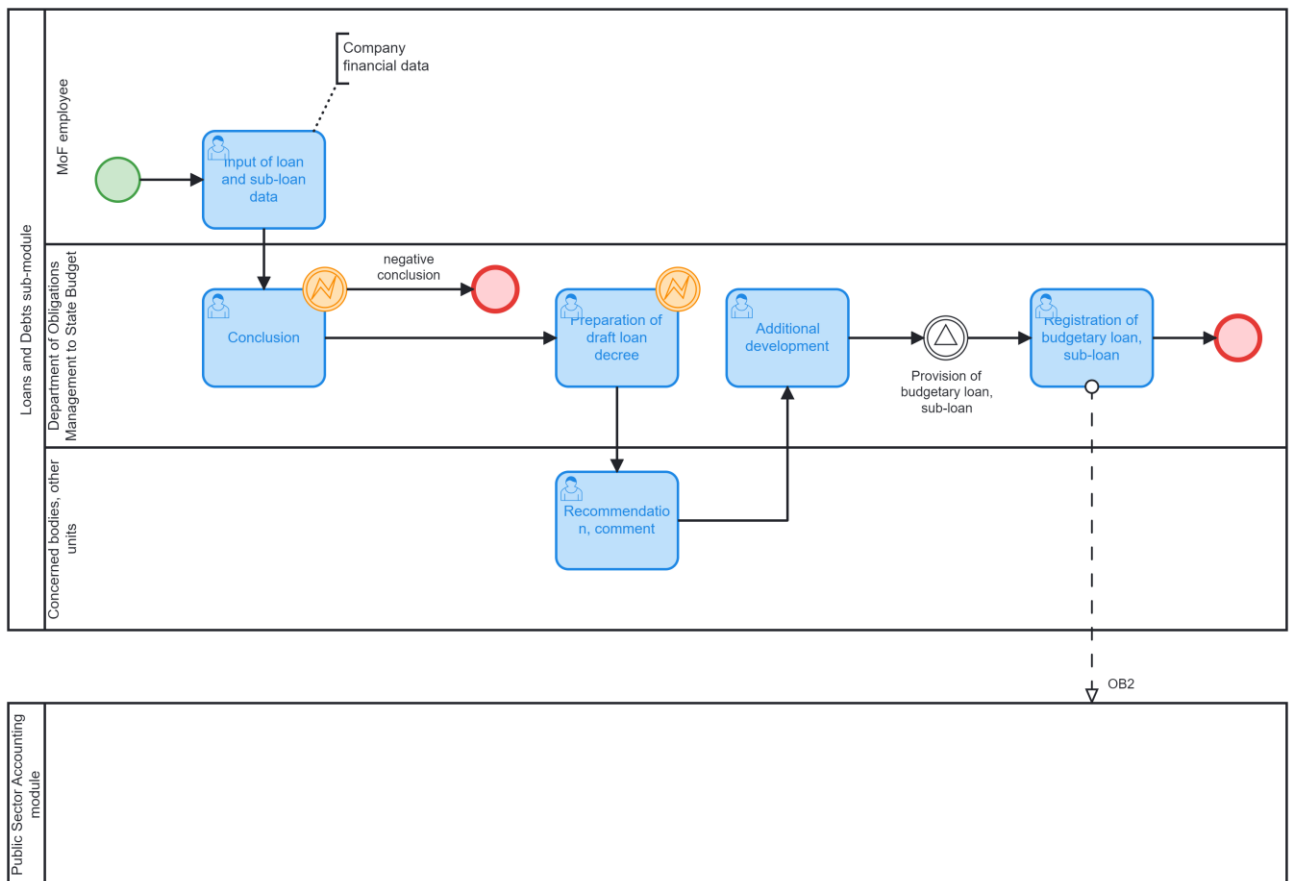 Loans and Debts sub-module
MoF employee
Company
financial data
Input of loan
and sub-loan
data
Department of Obligations
Management to State Budget
negative
conclusion
Conclusion
Preparation of
draft loan
decree
Additional
development
Provision of
budgetary loan,
sub-loan
Registration of
budgetary loan,
sub-loan
Concerned bodies, other
units
Recommendatio
n, comment
OB2
Public Sector Accounting
module